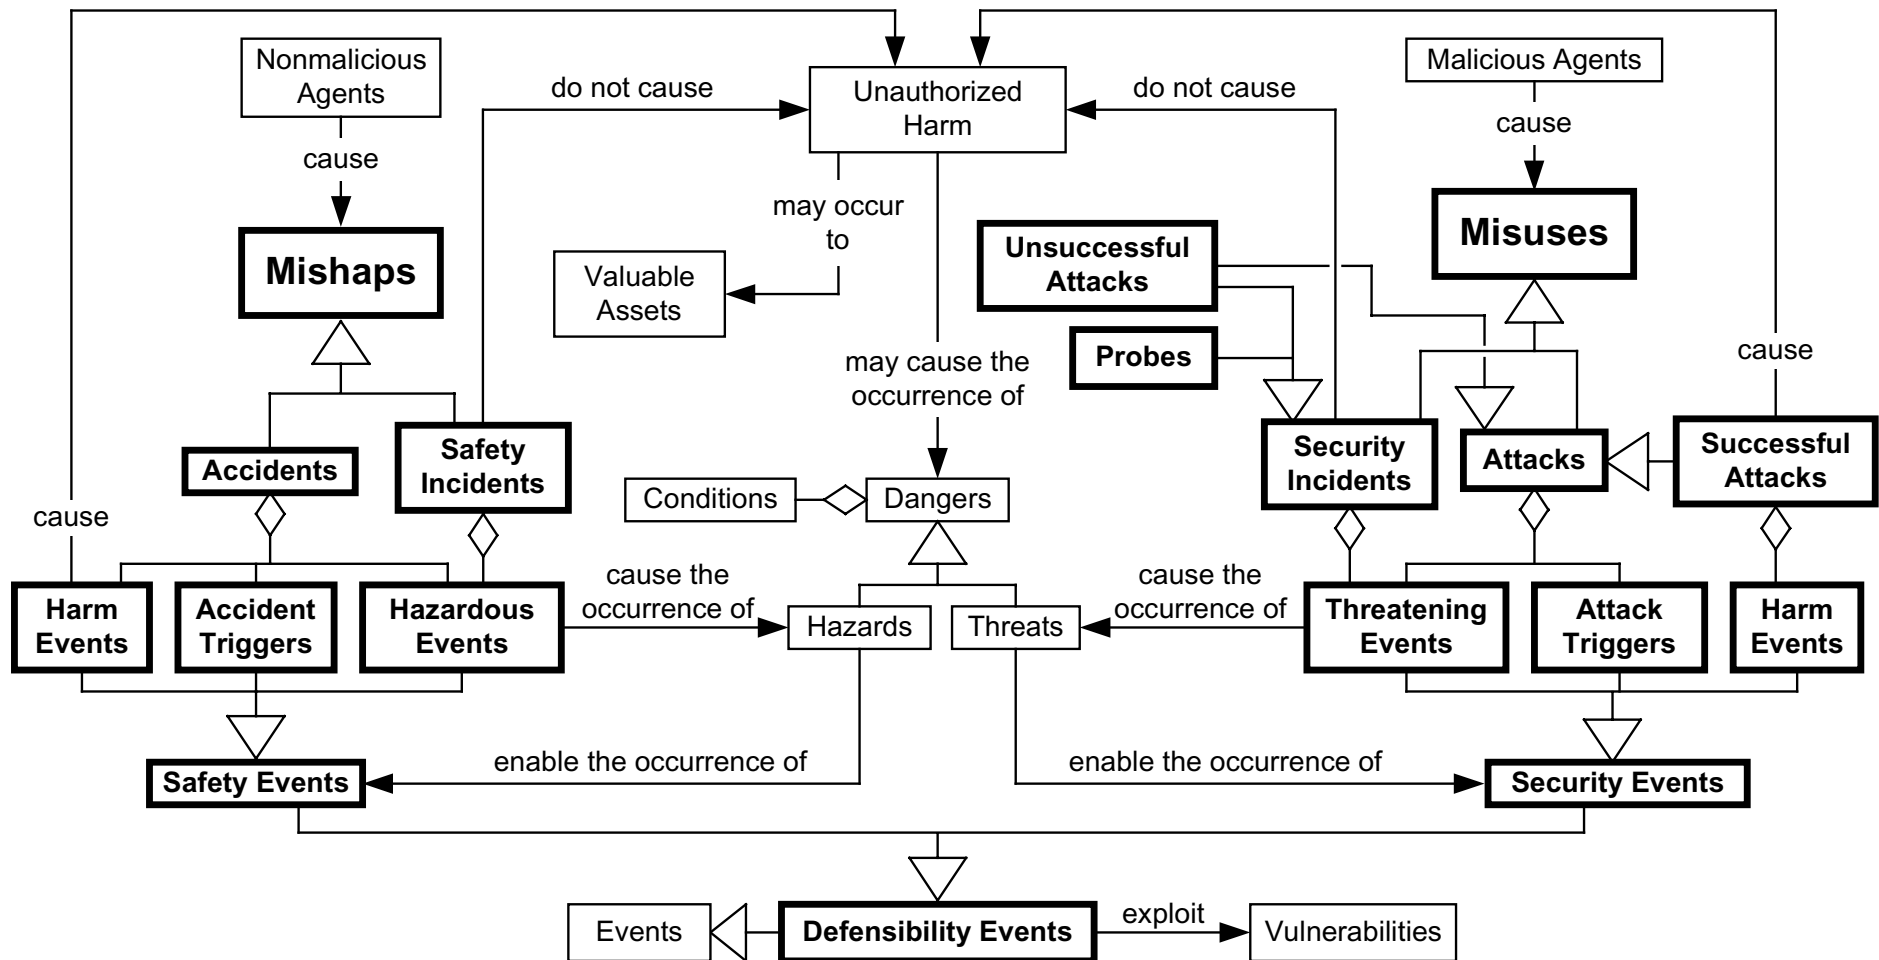 Nonmalicious
Agents
do not cause
Unauthorized
Harm
do not cause
Malicious Agents
cause
cause
may occur
to
Mishaps
Valuable
Assets
Unsuccessful
Attacks
Misuses
Probes
may cause the
occurrence of
cause
Accidents
Safety
Incidents
Conditions
Dangers
Security
Incidents
Attacks
Successful
Attacks
cause
Harm
Events
Accident
Triggers
Hazardous
Events
cause the
occurrence of
Hazards
Threats
cause the
occurrence of
Threatening
Events
Attack
Triggers
Harm
Events
Safety Events
enable the occurrence of
enable the occurrence of
Security Events
Events
Defensibility Events
exploit
Vulnerabilities